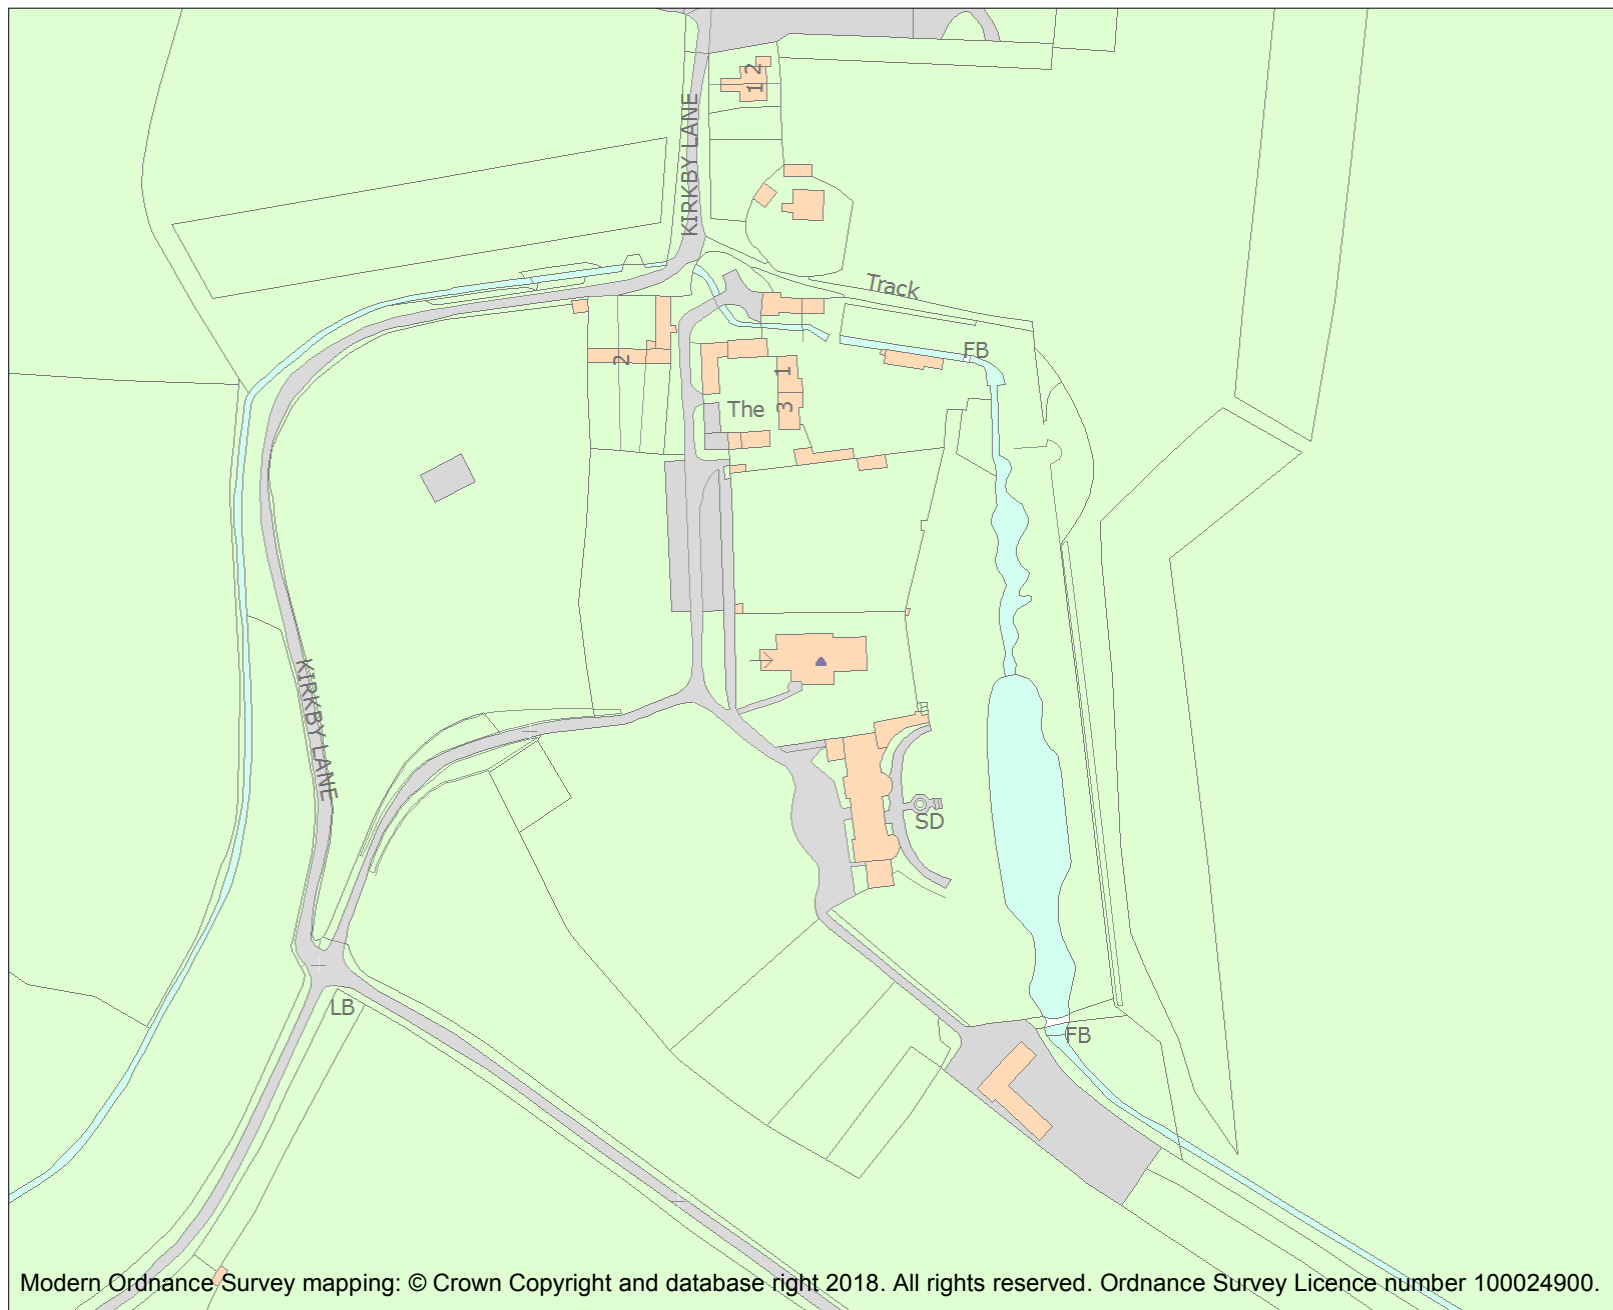 2
1
KIRKBY LANE
Track
FB
2
1
The
3
KIRKBY LANE
SD
LB
FB
Modern Ordnance Survey mapping: © Crown Copyright and database right 2018. All rights reserved. Ordnance Survey Licence number 100024900.